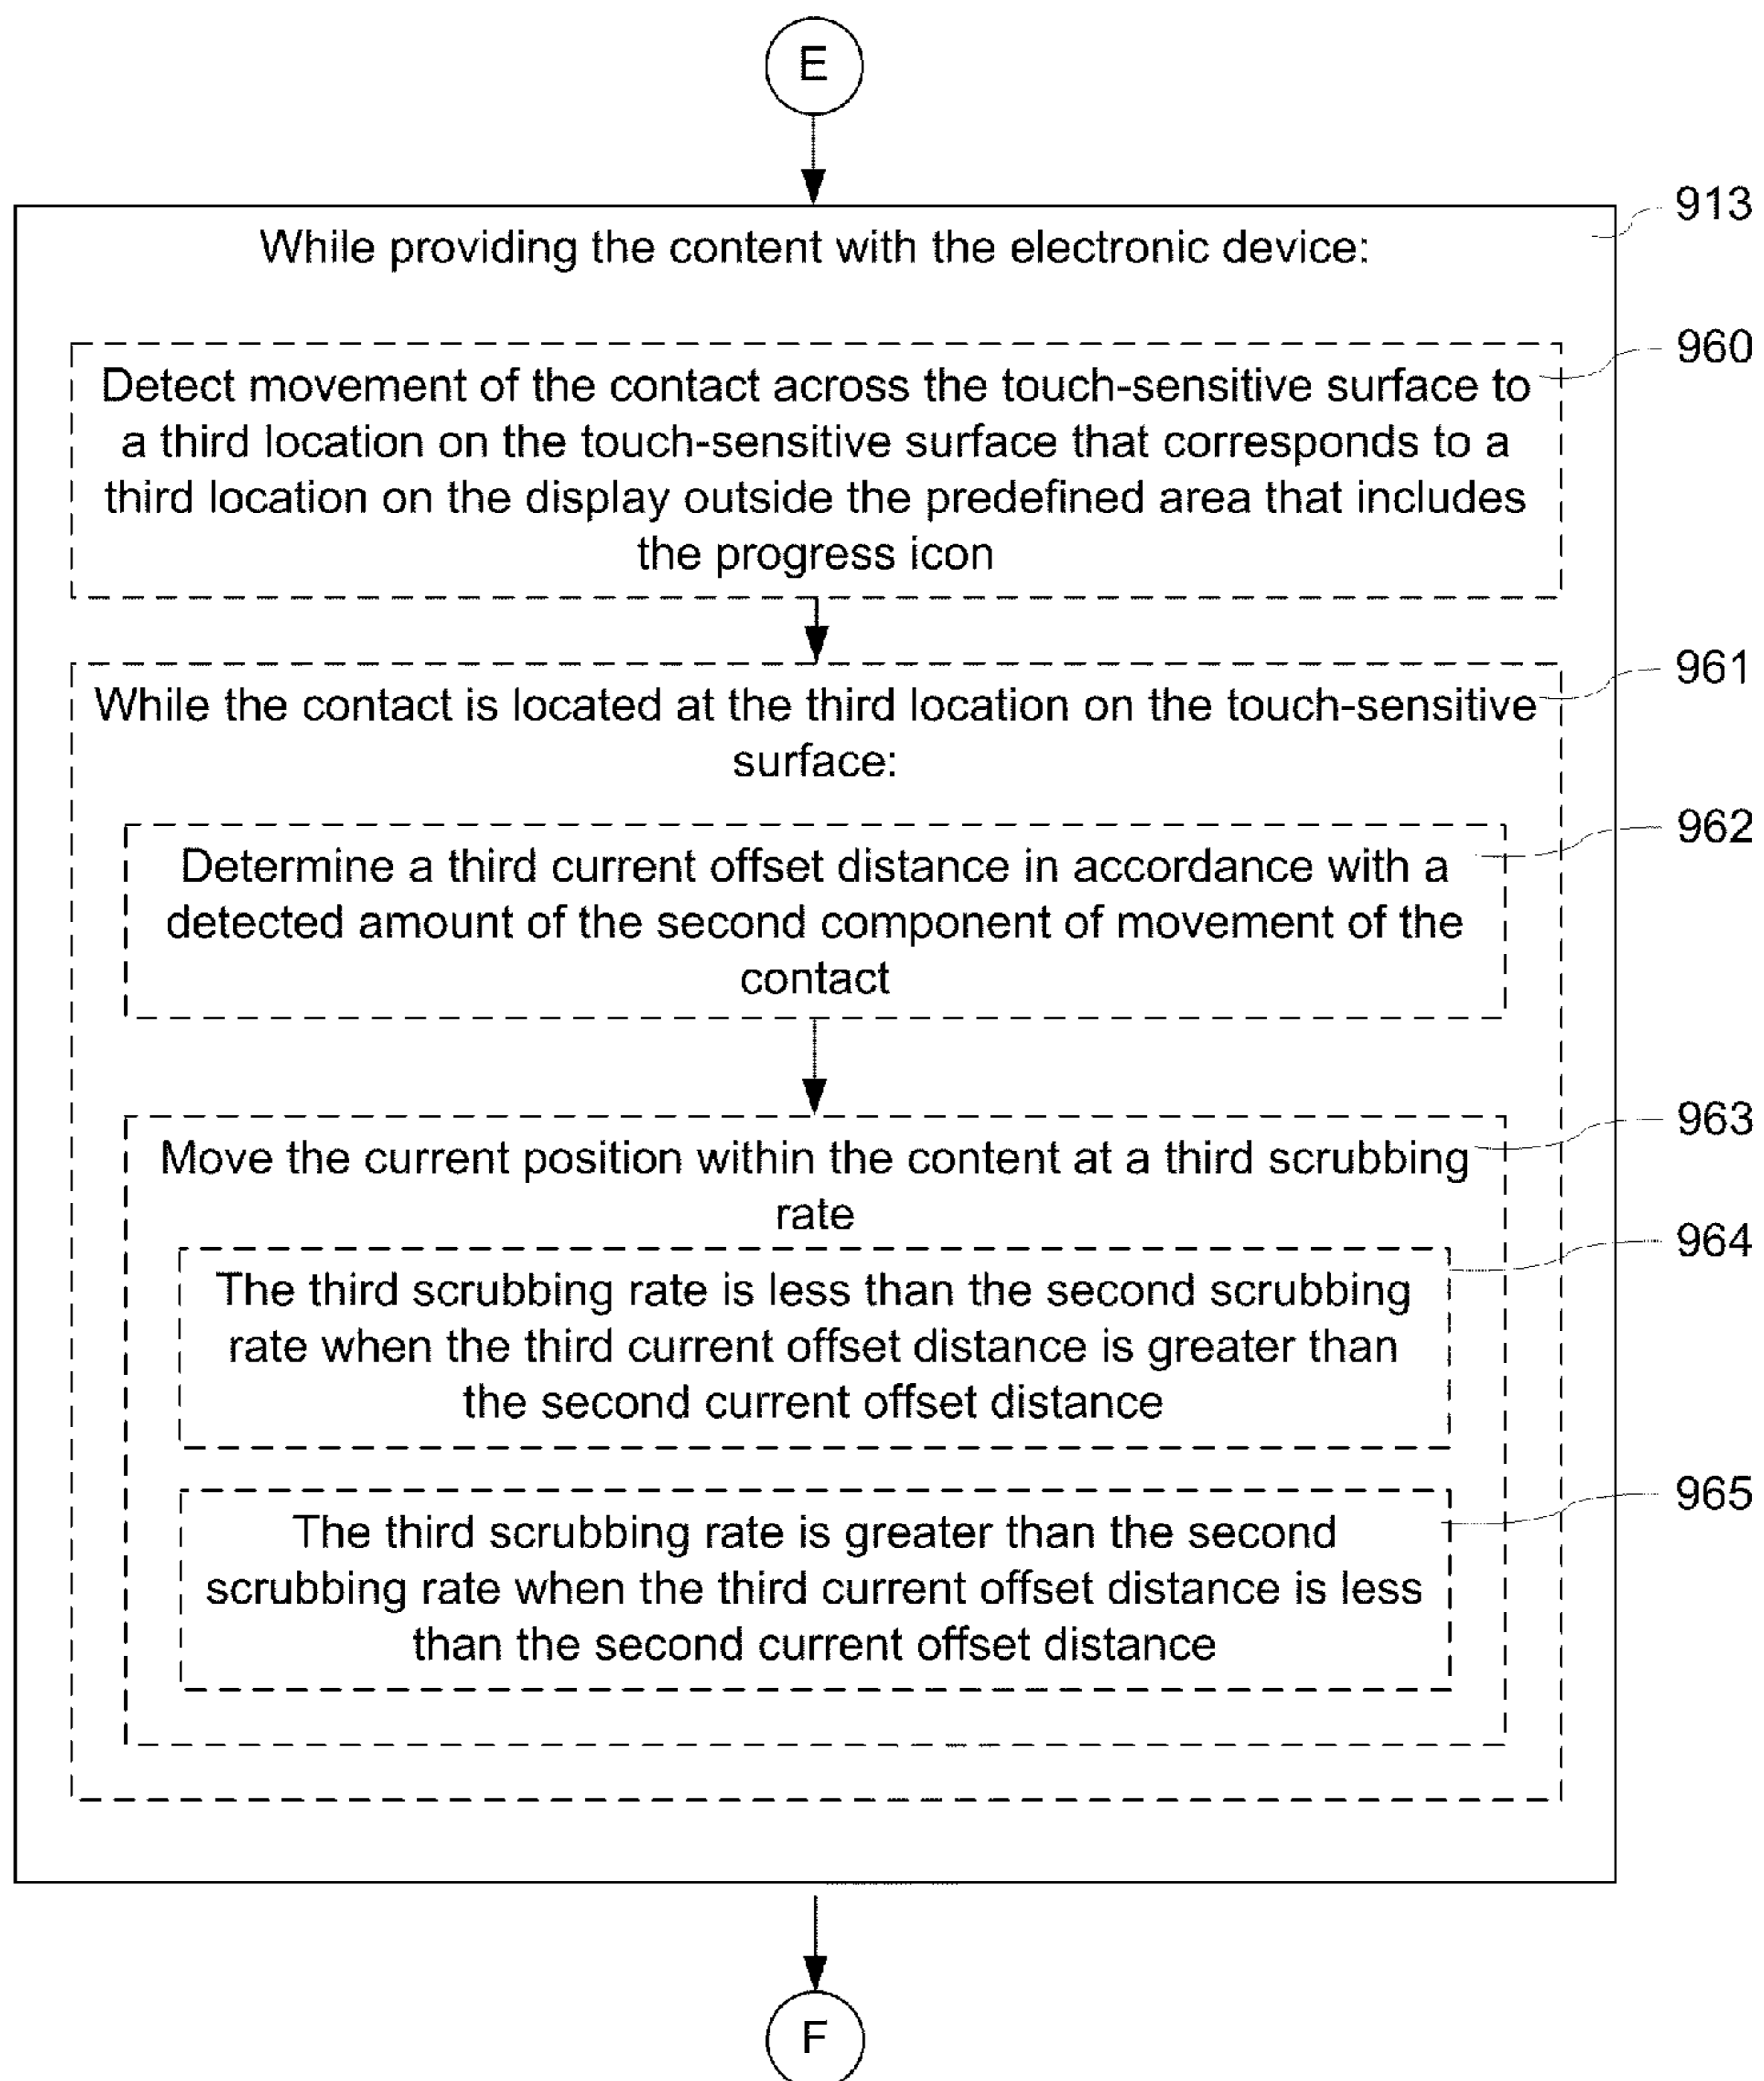 E
913
While providing the content with the electronic device:
960
Detect movement of the contact across the touch-sensitive surface to
a third location on the touch-sensitive surface that corresponds to a
third location on the display outside the predefined area that includes
the progress icon
961
While the contact is located at the third location on the touch-sensitive
surface:
962
Determine a third current offset distance in accordance with a
detected amount of the second component of movement of the
contact
963
Move the current position within the content at a third scrubbing
rate
964
The third scrubbing rate is less than the second scrubbing
rate when the third current offset distance is greater than
the second current offset distance
965
The third scrubbing rate is greater than the second
scrubbing rate when the third current offset distance is less
than the second current offset distance
F